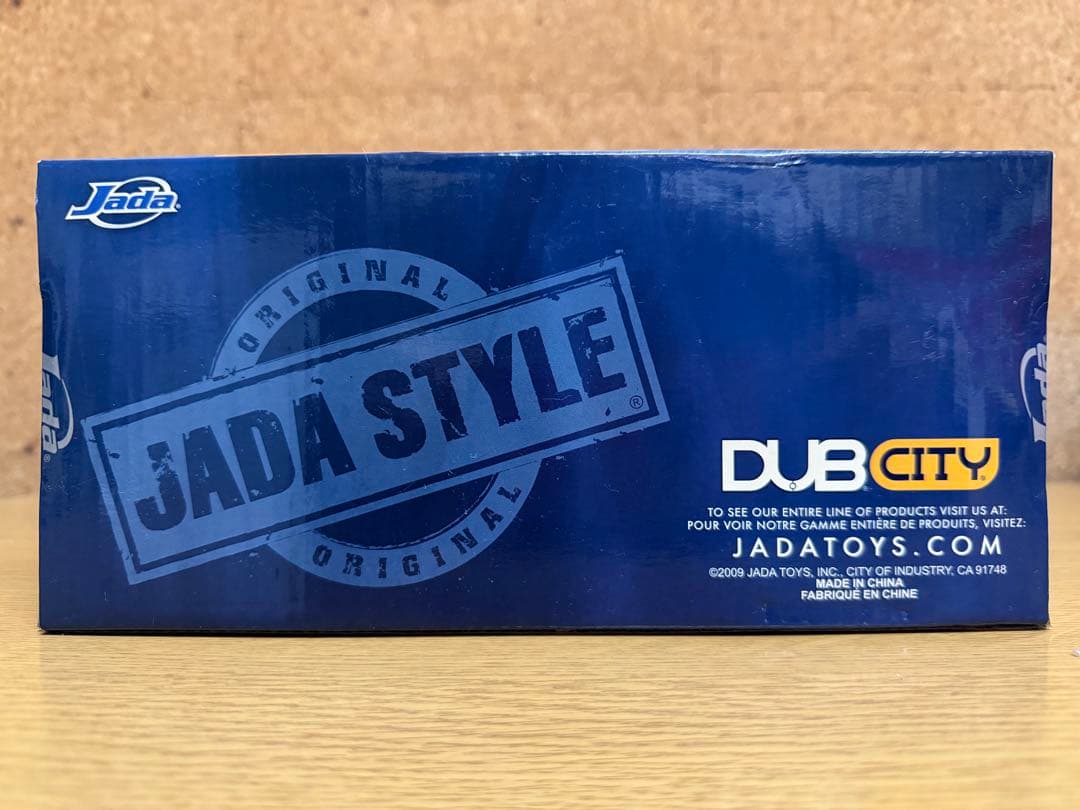 Jada
ORIGINAL
JADA STYLE®
ORIGINAL
Jada
Jada
DUB CITY
TO SEE OUR ENTIRE LINE OF PRODUCTS VISIT US AT:
POUR VOIR NOTRE GAMME ENTIÈRE DE PRODUITS, VISITEZ:
JADATOYS.COM
©2009 JADA TOYS, INC., CITY OF INDUSTRY, CA 91748
MADE IN CHINA
FABRIQUÉ EN CHINE